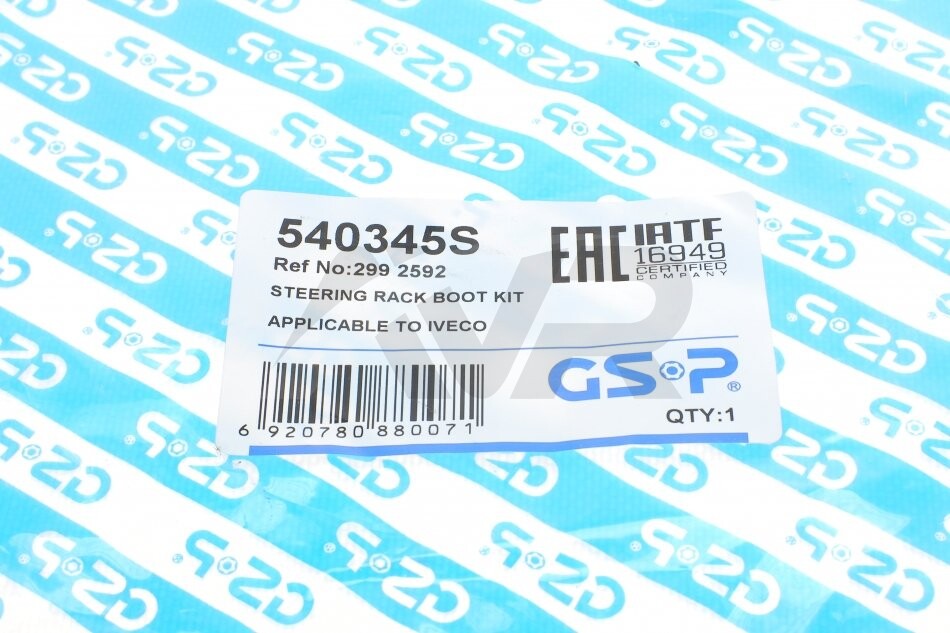 540345S
Ref No:299 2592
STEERING RACK BOOT KIT
APPLICABLE TO IVECO
EAC
IATF
16949
CERTIFIED
COMPANY
GS•P®
QTY:1
6 920780 880071